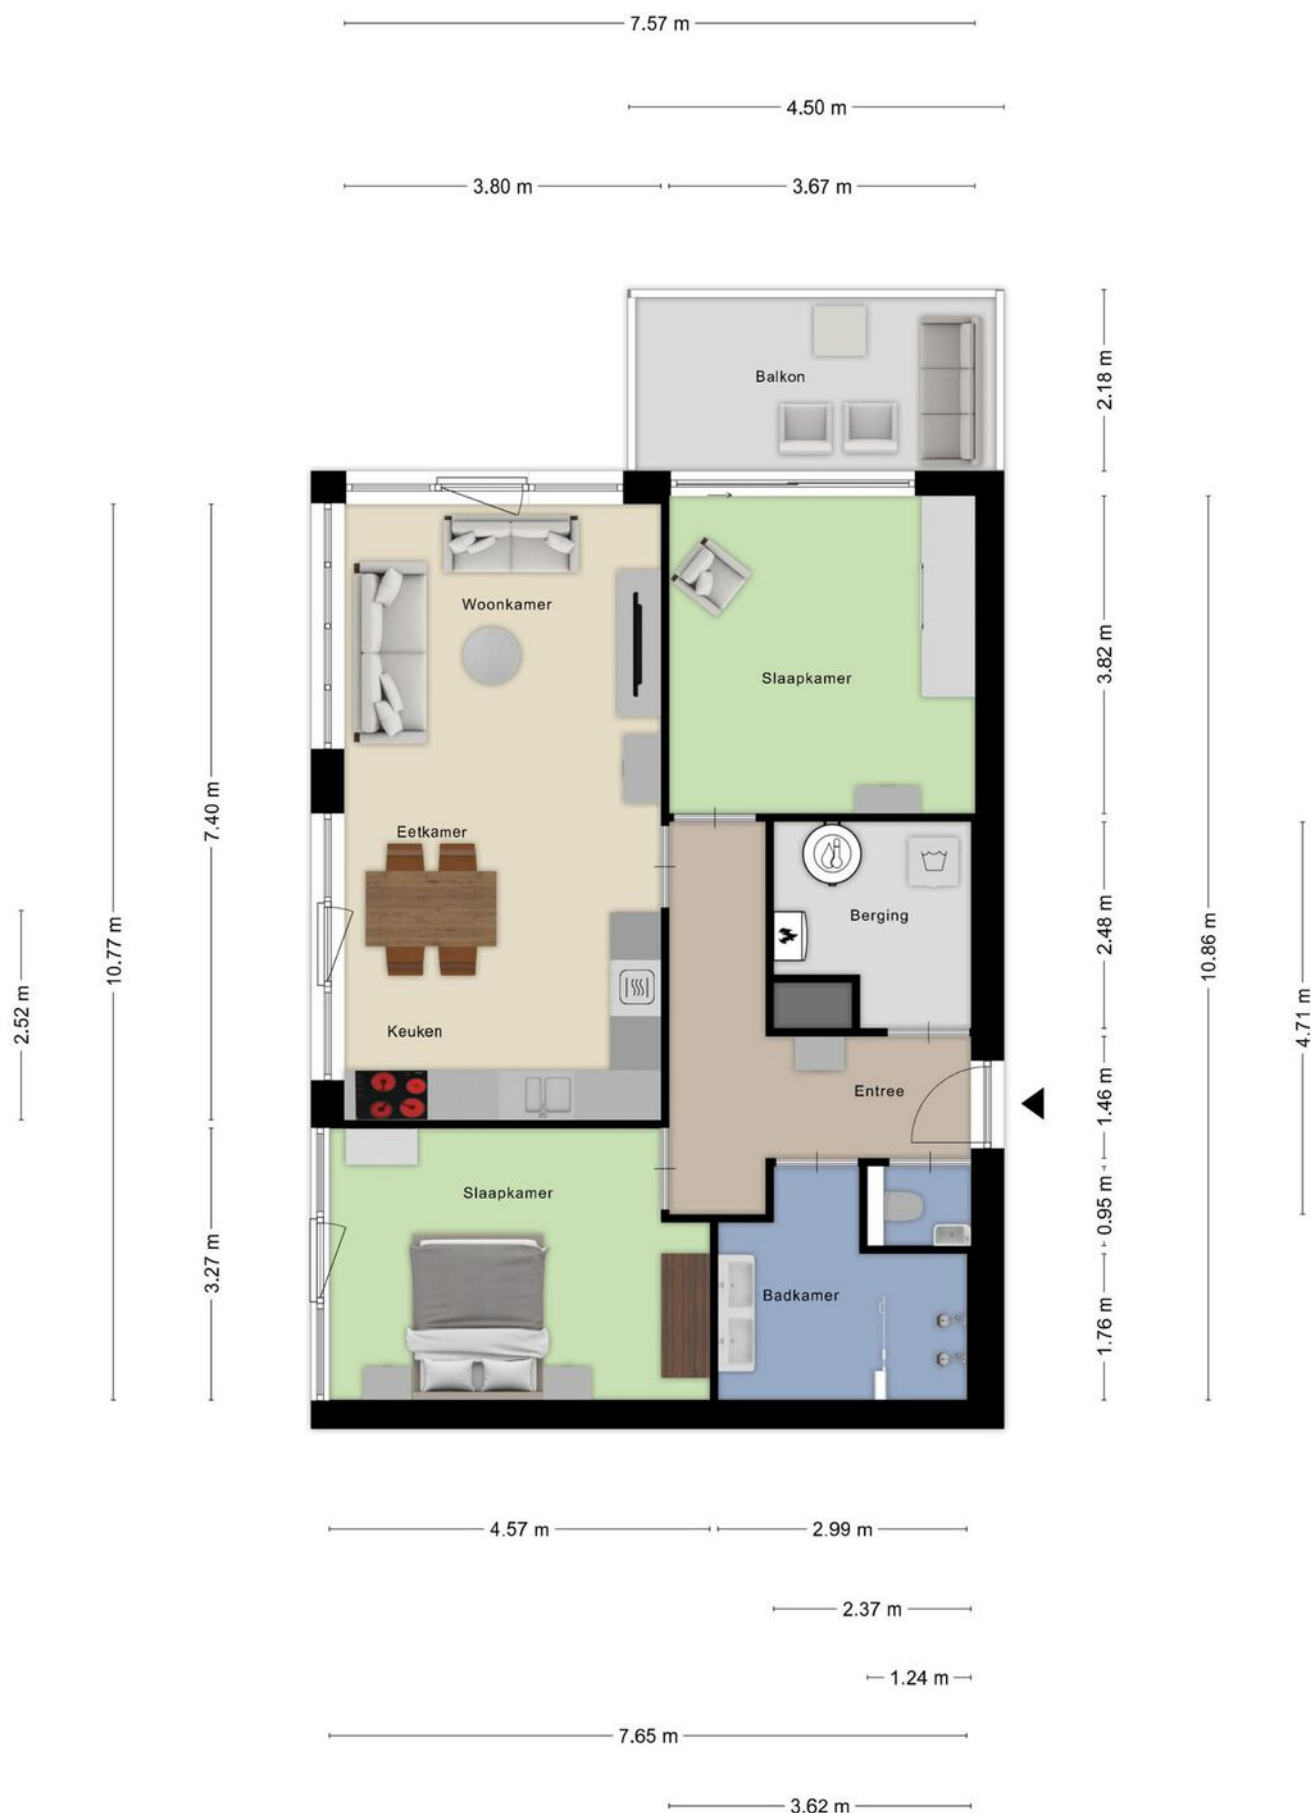 7.57 m
4.50 m
3.80 m
3.67 m
Balkon
2.18 m
Woonkamer
Slaapkamer
3.82 m
7.40 m
Eetkamer
Berging
2.48 m
10.77 m
10.86 m
2.52 m
4.71 m
Keuken
Entree
1.46 m
Slaapkamer
0.95 m
3.27 m
Badkamer
1.76 m
4.57 m
2.99 m
2.37 m
1.24 m
7.65 m
3.62 m